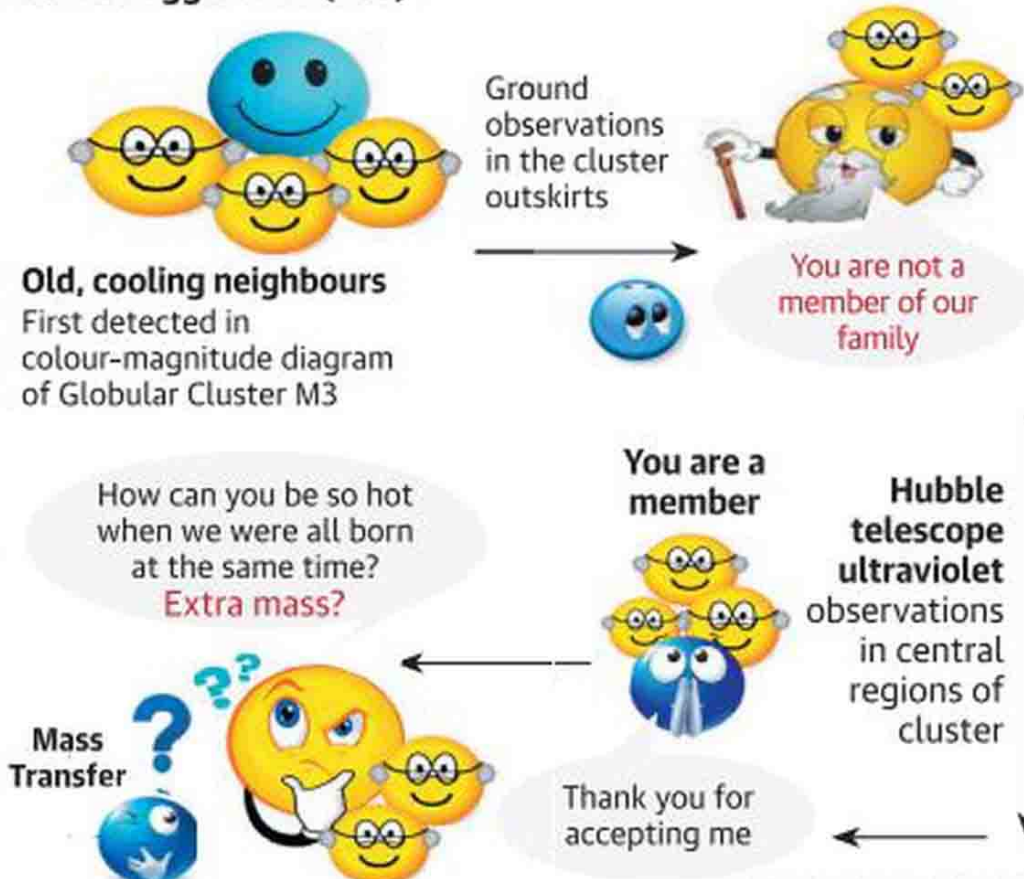 Ground
observations
in the cluster
outskirts
You are not a
member of our
family
Old, cooling neighbours
First detected in
colour-magnitude diagram
of Globular Cluster M3
You are a
member
Hubble
telescope
ultraviolet
observations
in central
regions of
cluster
Thank you for
accepting me
How can you be so hot
when we were all born
at the same time?
Extra mass?
? ? ?
Mass
Transfer